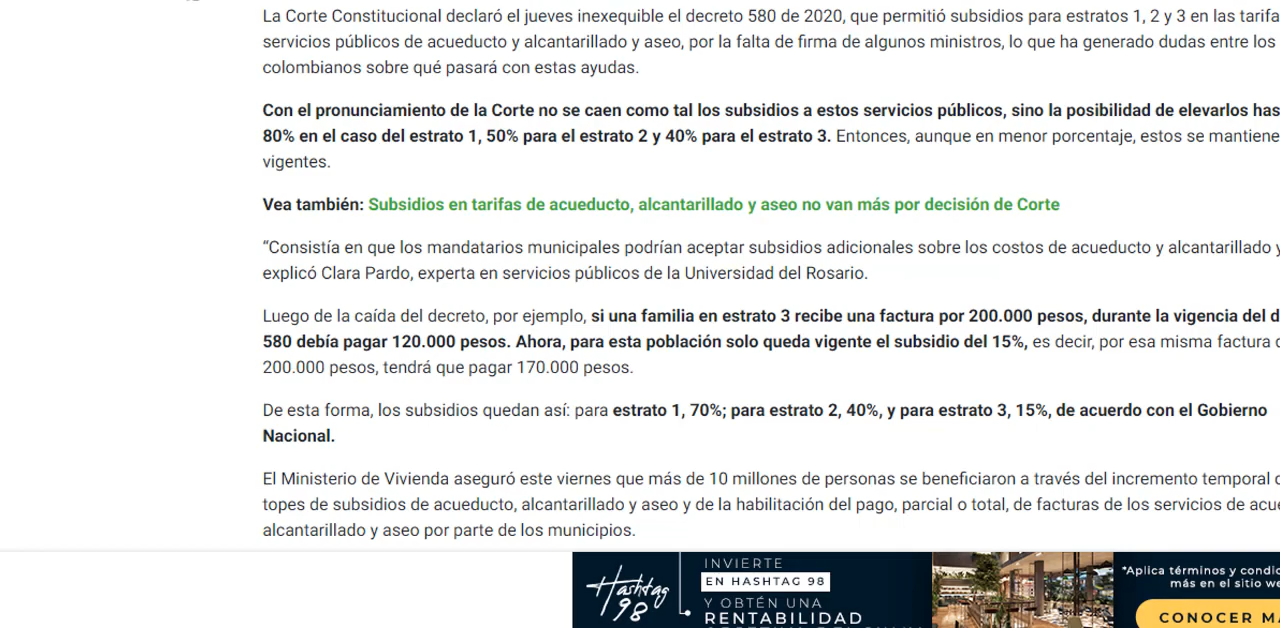 La Corte Constitucional declaró el jueves inexequible el decreto 580 de 2020, que permitió subsidios para estratos 1, 2 y 3 en las tarifa
servicios públicos de acueducto y alcantarillado y aseo, por la falta de firma de algunos ministros, lo que ha generado dudas entre los
colombianos sobre qué pasará con estas ayudas.
Con el pronunciamiento de la Corte no se caen como tal los subsidios a estos servicios públicos, sino la posibilidad de elevarlos has
80% en el caso del estrato 1, 50% para el estrato 2 y 40% para el estrato 3. Entonces, aunque en menor porcentaje, estos se mantiene
vigentes.
Vea también: Subsidios en tarifas de acueducto, alcantarillado y aseo no van más por decisión de Corte
“Consistía en que los mandatarios municipales podrían aceptar subsidios adicionales sobre los costos de acueducto y alcantarillado y
explicó Clara Pardo, experta en servicios públicos de la Universidad del Rosario.
Luego de la caída del decreto, por ejemplo, si una familia en estrato 3 recibe una factura por 200.000 pesos, durante la vigencia del d
580 debía pagar 120.000 pesos. Ahora, para esta población solo queda vigente el subsidio del 15%, es decir, por esa misma factura d
200.000 pesos, tendrá que pagar 170.000 pesos.
De esta forma, los subsidios quedan así: para estrato 1, 70%; para estrato 2, 40%, y para estrato 3, 15%, de acuerdo con el Gobierno
Nacional.
El Ministerio de Vivienda aseguró este viernes que más de 10 millones de personas se beneficiaron a través del incremento temporal d
topes de subsidios de acueducto, alcantarillado y aseo y de la habilitación del pago, parcial o total, de facturas de los servicios de acue
alcantarillado y aseo por parte de los municipios.
Hashtag
98
INVIERTE
EN HASHTAG 98
Y OBTÉN UNA
RENTABILIDAD
*Aplica términos y condic
más en el sitio we
CONOCER MÁ